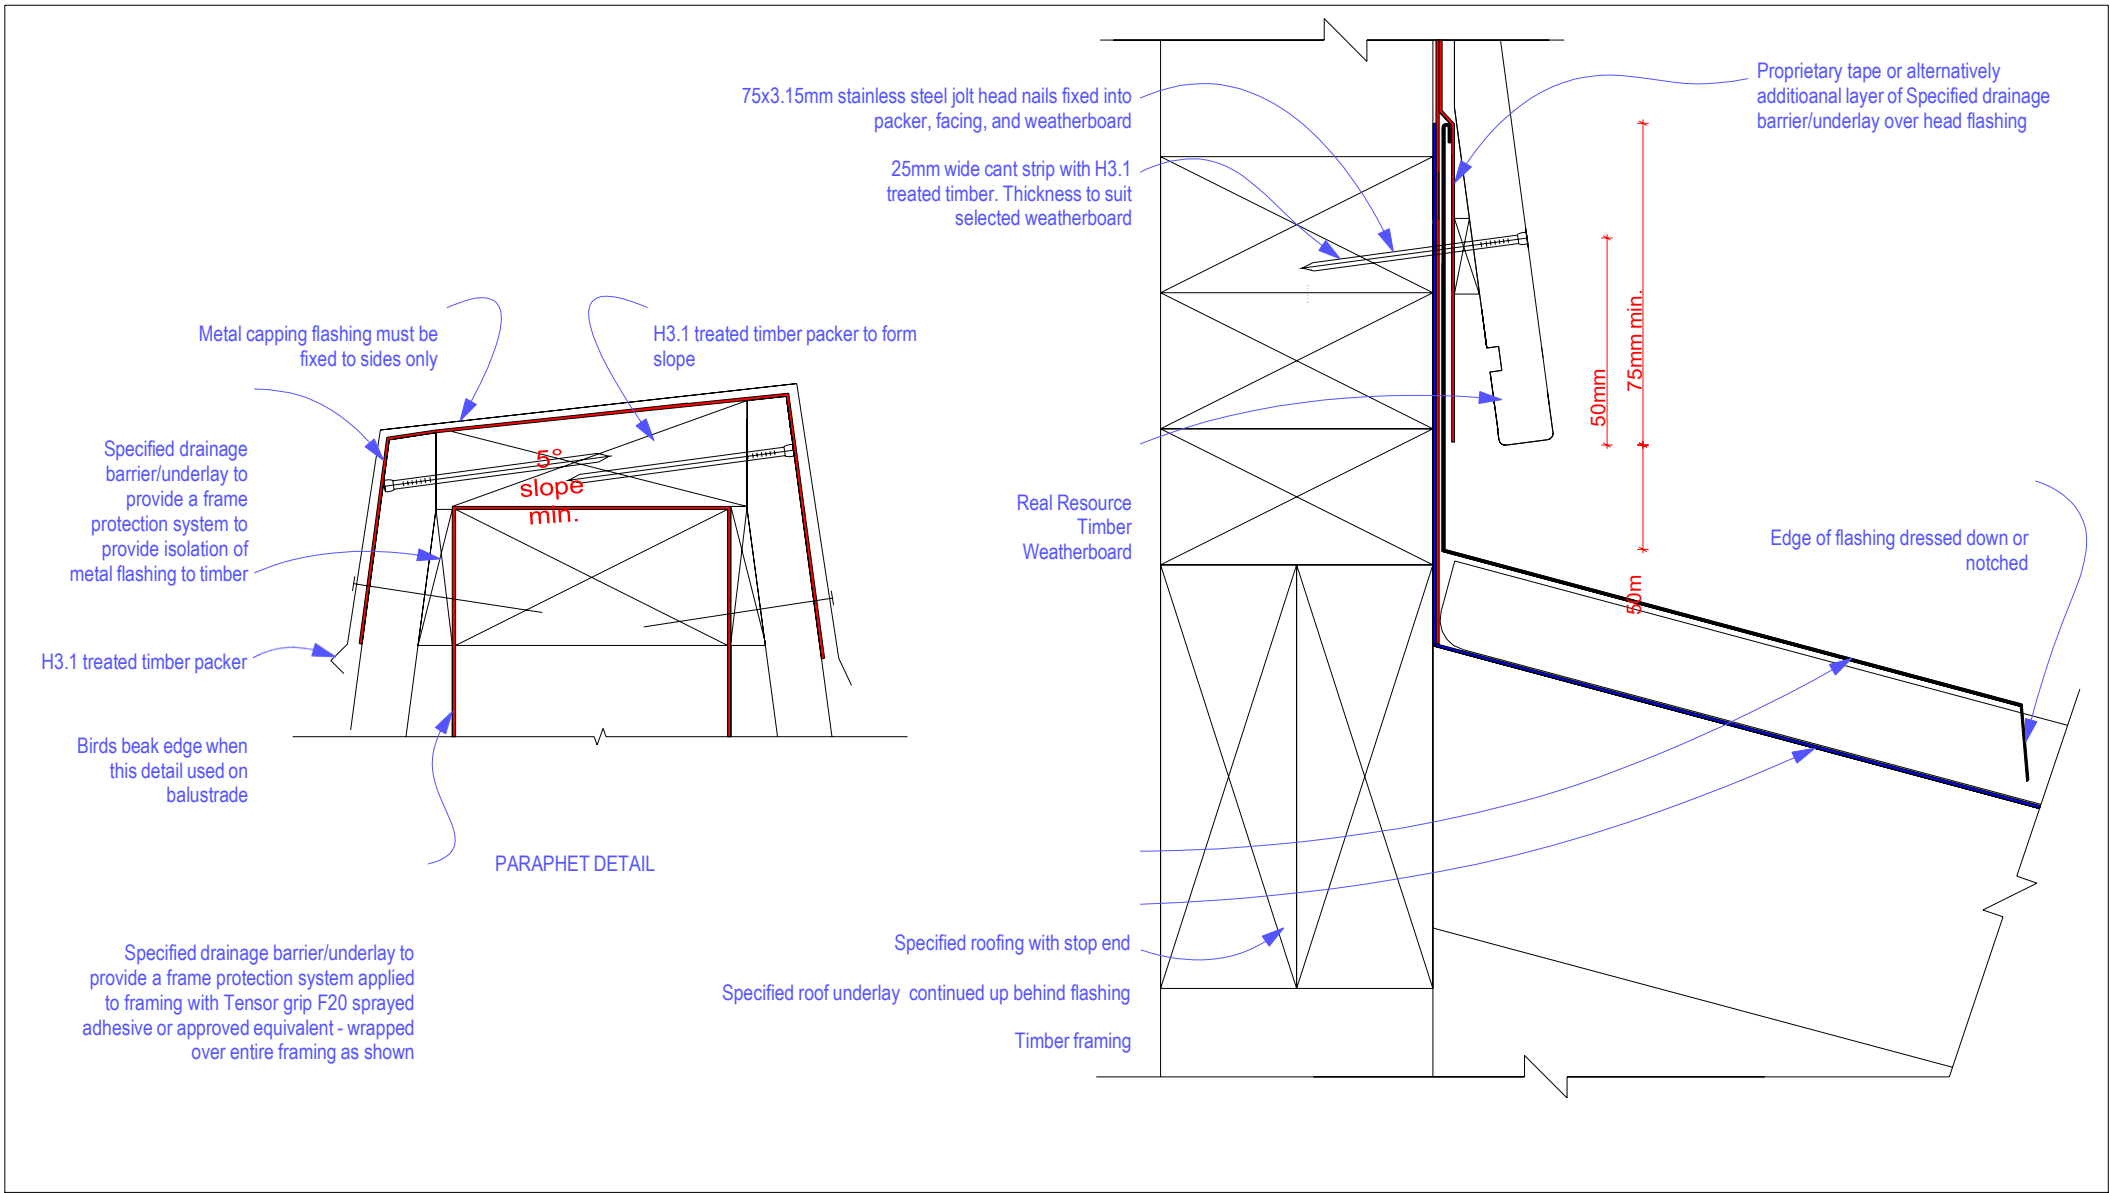 75x3.15mm stainless steel jolt head nails fixed into
packer, facing, and weatherboard
25mm wide cant strip with H3.1
treated timber. Thickness to suit
selected weatherboard
Proprietary tape or alternatively
additioanal layer of Specified drainage
barrier/underlay over head flashing
Metal capping flashing must be
fixed to sides only
H3.1 treated timber packer to form
slope
Specified drainage
barrier/underlay to
provide a frame
protection system to
provide isolation of
metal flashing to timber
5°
slope
min.
H3.1 treated timber packer
Birds beak edge when
this detail used on
balustrade
PARAPHET DETAIL
Specified drainage barrier/underlay to
provide a frame protection system applied
to framing with Tensor grip F20 sprayed
adhesive or approved equivalent - wrapped
over entire framing as shown
Real Resource
Timber
Weatherboard
50mm
75mm min.
50m
Edge of flashing dressed down or
notched
Specified roofing with stop end
Specified roof underlay  continued up behind flashing
Timber framing